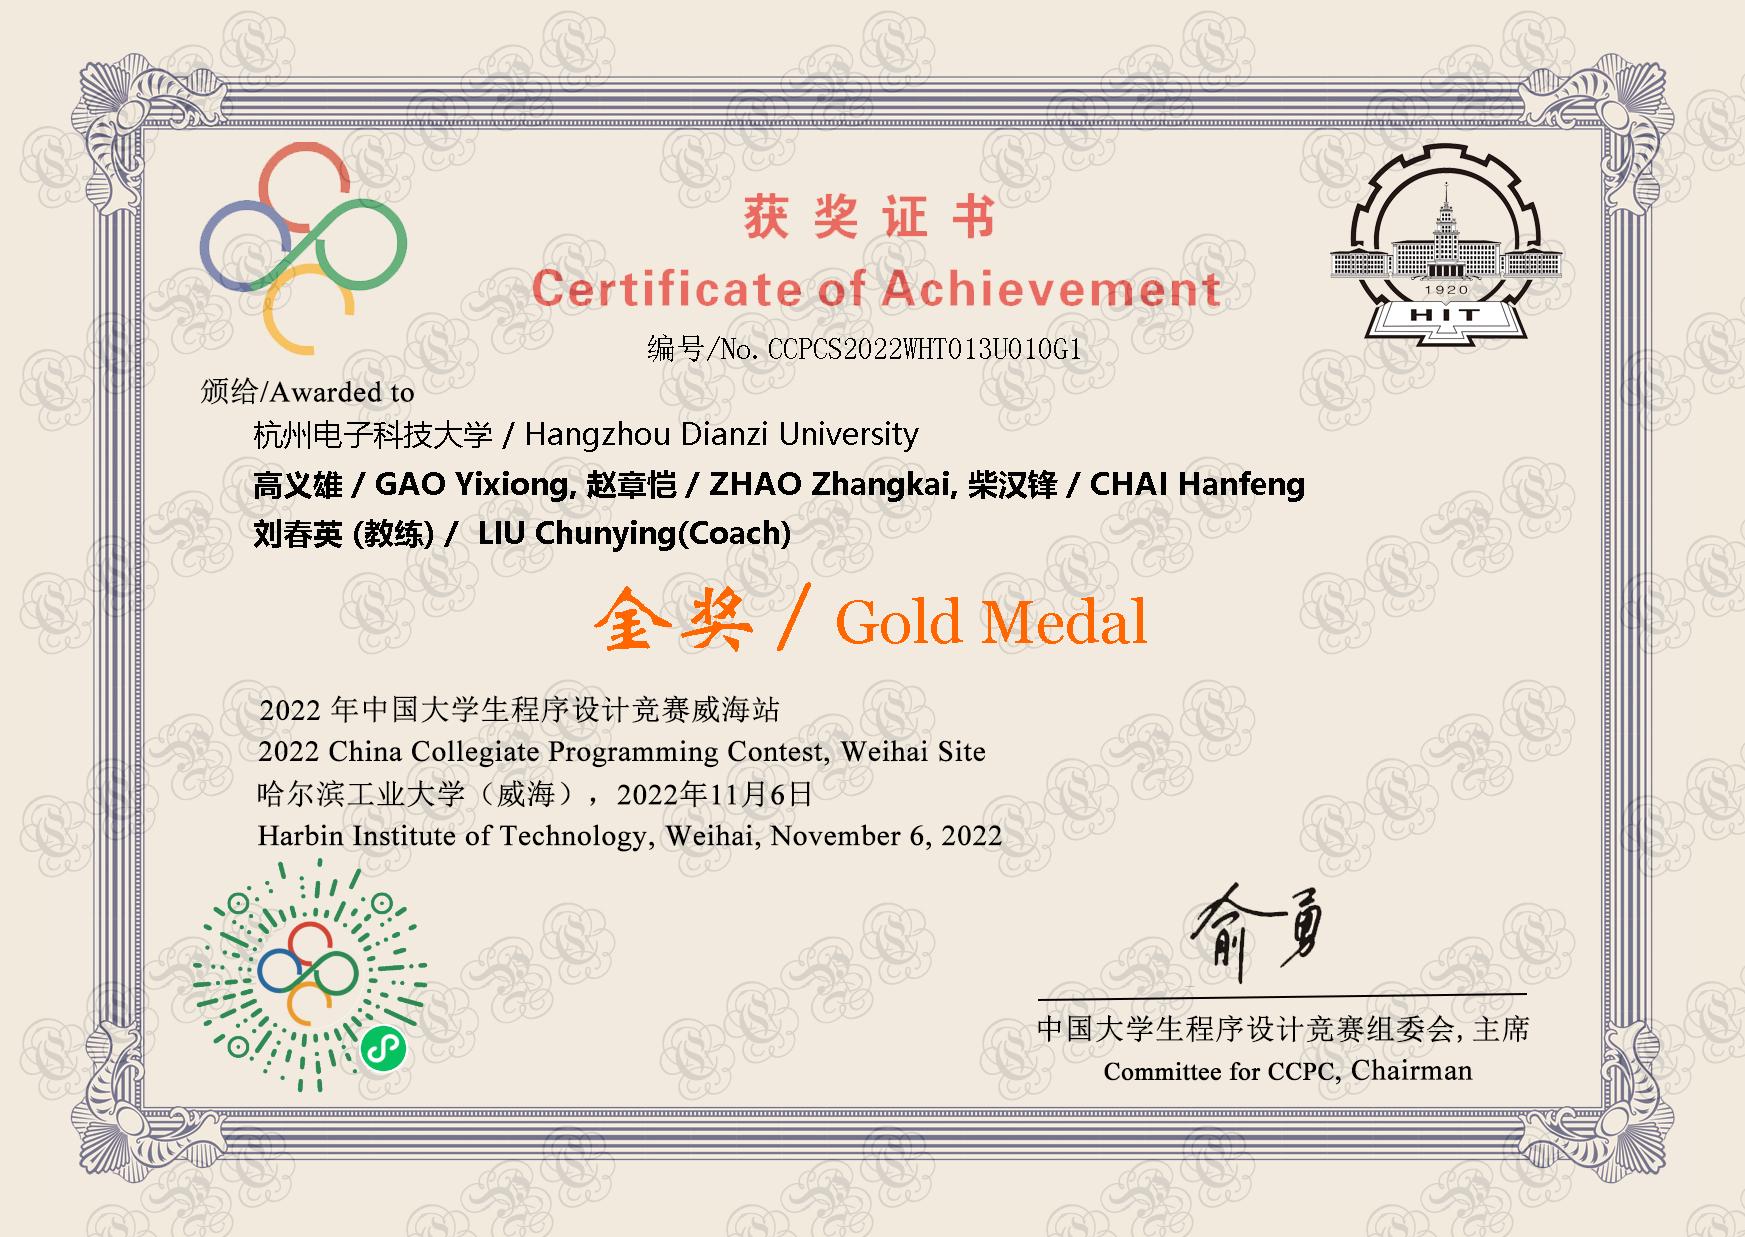 获奖证书
Certificate of Achievement
1920
HIT
编号/No. CCPCS2022WHT013U010G1
颁给/Awarded to
杭州电子科技大学 / Hangzhou Dianzi University
高义雄 / GAO Yixiong, 赵章恺 / ZHAO Zhangkai, 柴汉锋 / CHAI Hanfeng
刘春英 (教练) / LIU Chunying(Coach)
金奖 / Gold Medal
2022 年中国大学生程序设计竞赛威海站
2022 China Collegiate Programming Contest, Weihai Site
哈尔滨工业大学（威海），2022年11月6日
Harbin Institute of Technology, Weihai, November 6, 2022
俞勇
中国大学生程序设计竞赛组委会, 主席
Committee for CCPC, Chairman